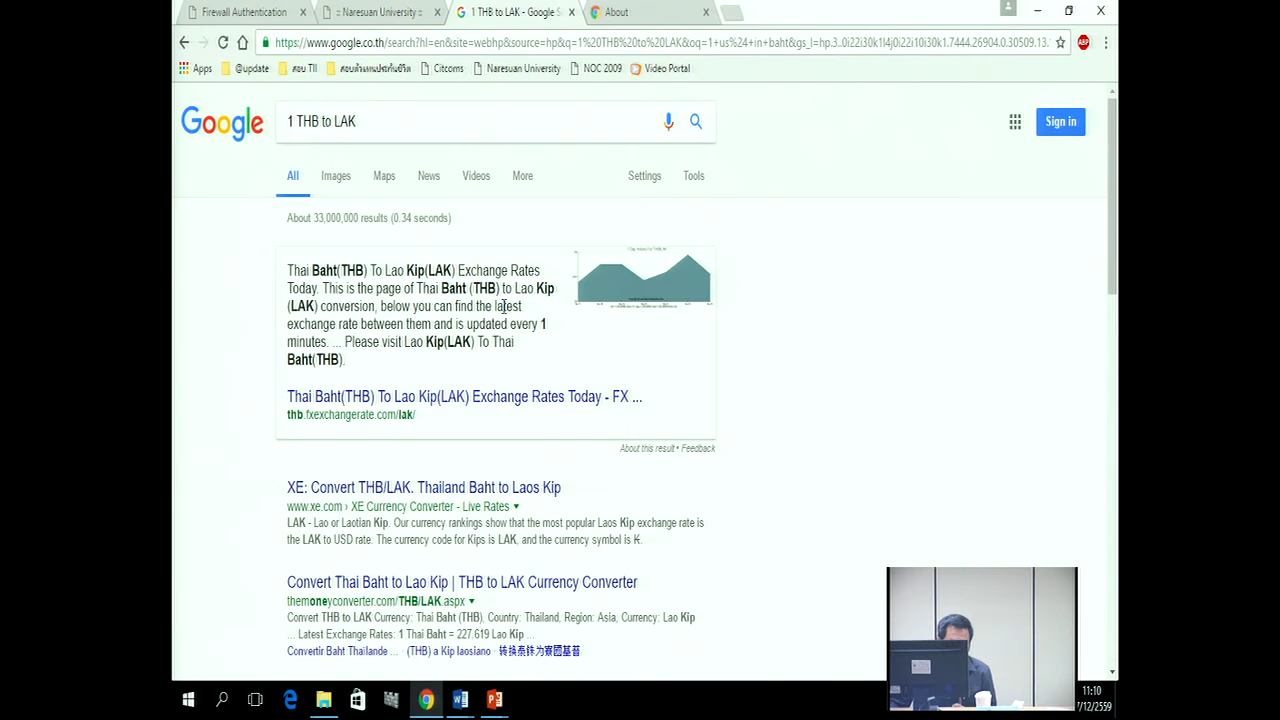 Firewall Authentication
:: Naresuan University ::
1 THB to LAK - Google S
About
https://www.google.co.th/search?hl=en&site=webhp&source=hp&q=1%20THB%20to%20LAK&oq=1+us%24+in+baht&gs_l=hp.3..0i22i30k1l4j0i22i10i30k1.7444.26904.0.30509.13.
ABP
Apps
@update
สอบ TII
Citcoms
Naresuan University
NOC 2009
Video Portal
Google
1 THB to LAK
Sign in
All Images Maps News Videos More Settings Tools
About 33,000,000 results (0.34 seconds)
Thai Baht(THB) To Lao Kip(LAK) Exchange Rates
Today. This is the page of Thai Baht (THB) to Lao Kip
(LAK) conversion, below you can find the latest
exchange rate between them and is updated every 1
minutes. ... Please visit Lao Kip(LAK) To Thai
Baht(THB).
Thai Baht(THB) To Lao Kip(LAK) Exchange Rates Today - FX ...
thb.fxexchangerate.com/lak/
About this result • Feedback
XE: Convert THB/LAK. Thailand Baht to Laos Kip
www.xe.com › XE Currency Converter - Live Rates ▼
LAK - Lao or Laotian Kip. Our currency rankings show that the most popular Laos Kip exchange rate is
the LAK to USD rate. The currency code for Kips is LAK, and the currency symbol is ₭.
Convert Thai Baht to Lao Kip | THB to LAK Currency Converter
themoneyconverter.com/THB/LAK.aspx ▼
Convert THB to LAK Currency: Thai Baht (THB), Country: Thailand, Region: Asia, Currency: Lao Kip
... Latest Exchange Rates: 1 Thai Baht = 227.619 Lao Kip ...
Convertir Baht Thaïlande ... (THB) a Kip laosiano
11:10
7/12/2559